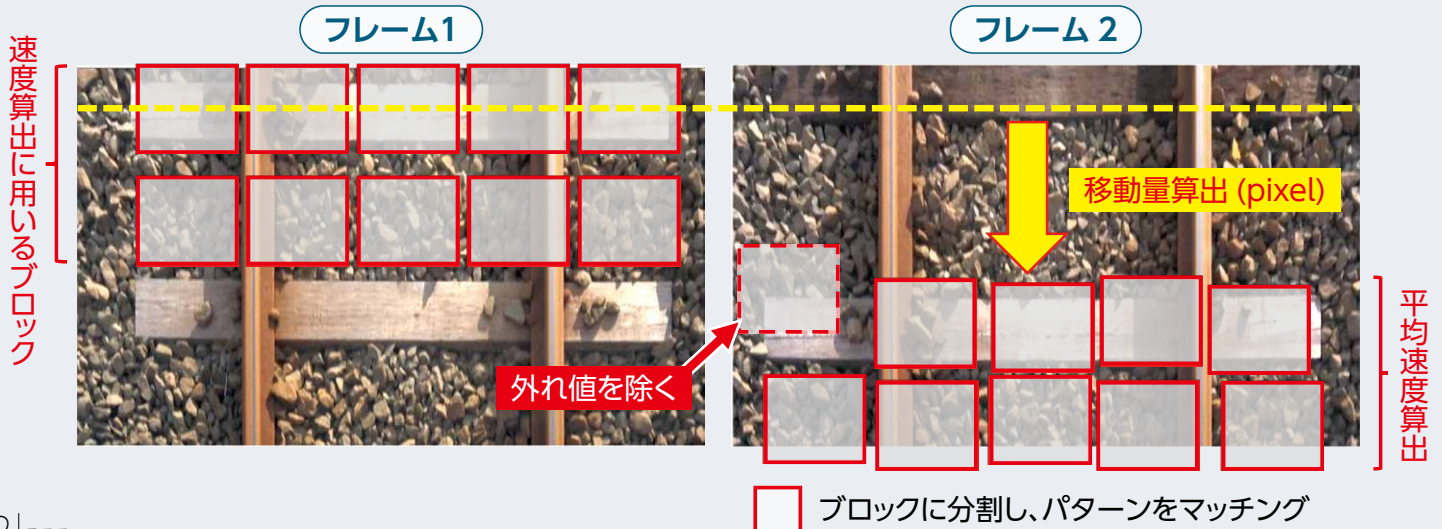 フレーム1
フレーム 2
速度算出に用いるブロック
移動量算出 (pixel)
外れ値を除く
平均速度算出
ブロックに分割し、パターンをマッチング